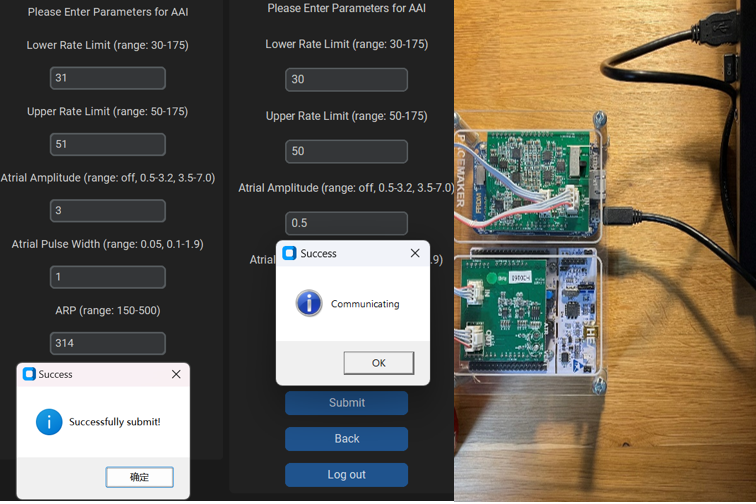 Please Enter Parameters for AAI
Lower Rate Limit (range: 30-175)
31
Upper Rate Limit (range: 50-175)
51
Atrial Amplitude (range: off, 0.5-3.2, 3.5-7.0)
3
Atrial Pulse Width (range: 0.05, 0.1-1.9)
1
ARP (range: 150-500)
314
Success
Successfully submit!
确定
Please Enter Parameters for AAI
Lower Rate Limit (range: 30-175)
30
Upper Rate Limit (range: 50-175)
50
Atrial Amplitude (range: off, 0.5-3.2, 3.5-7.0)
0.5
Atrial
.9)
Success
Communicating
OK
Submit
Back
Log out
PACEMAKER
FRDM
HE